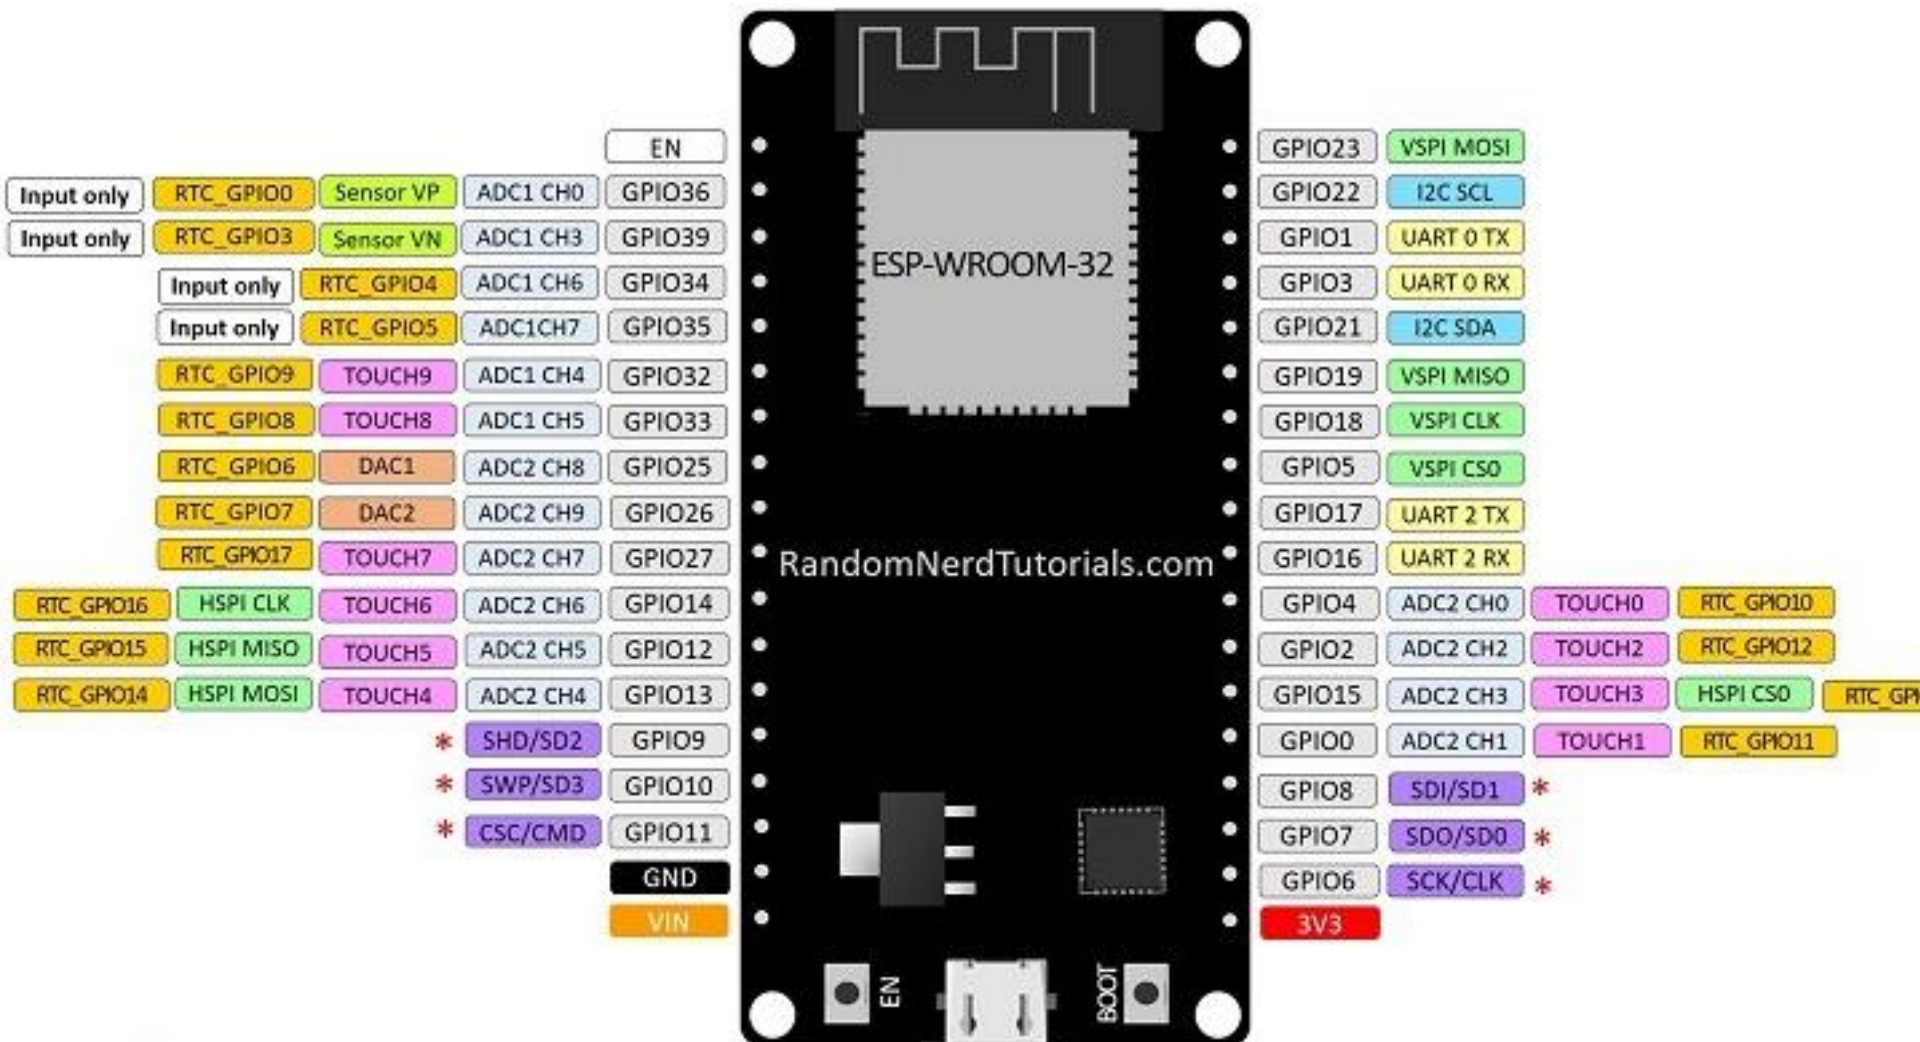 EN GPIO23 VSPI MOSI
Input only RTC_GPIO0 Sensor VP ADC1 CH0 GPIO36 GPIO22 I2C SCL
Input only RTC_GPIO3 Sensor VN ADC1 CH3 GPIO39 GPIO1 UART 0 TX
ESP-WROOM-32
Input only RTC_GPIO4 ADC1 CH6 GPIO34 GPIO3 UART 0 RX
Input only RTC_GPIO5 ADC1CH7 GPIO35 GPIO21 I2C SDA
RTC_GPIO9 TOUCH9 ADC1 CH4 GPIO32 GPIO19 VSPI MISO
RTC_GPIO8 TOUCH8 ADC1 CH5 GPIO33 GPIO18 VSPI CLK
RTC_GPIO6 DAC1 ADC2 CH8 GPIO25 GPIO5 VSPI CS0
RTC_GPIO7 DAC2 ADC2 CH9 GPIO26 GPIO17 UART 2 TX
RTC_GPIO17 TOUCH7 ADC2 CH7 GPIO27 RandomNerdTutorials.com GPIO16 UART 2 RX
RTC_GPIO16 HSPI CLK TOUCH6 ADC2 CH6 GPIO14 GPIO4 ADC2 CH0 TOUCH0 RTC_GPIO10
RTC_GPIO15 HSPI MISO TOUCH5 ADC2 CH5 GPIO12 GPIO2 ADC2 CH2 TOUCH2 RTC_GPIO12
RTC_GPIO14 HSPI MOSI TOUCH4 ADC2 CH4 GPIO13 GPIO15 ADC2 CH3 TOUCH3 HSPI CS0
* SHD/SD2 GPIO9 GPIO0 ADC2 CH1 TOUCH1 RTC_GPIO11
* SWP/SD3 GPIO10 GPIO8 SDI/SD1 *
* CSC/CMD GPIO11 GPIO7 SDO/SD0 *
GND GPIO6 SCK/CLK *
VIN 3V3
EN BOOT